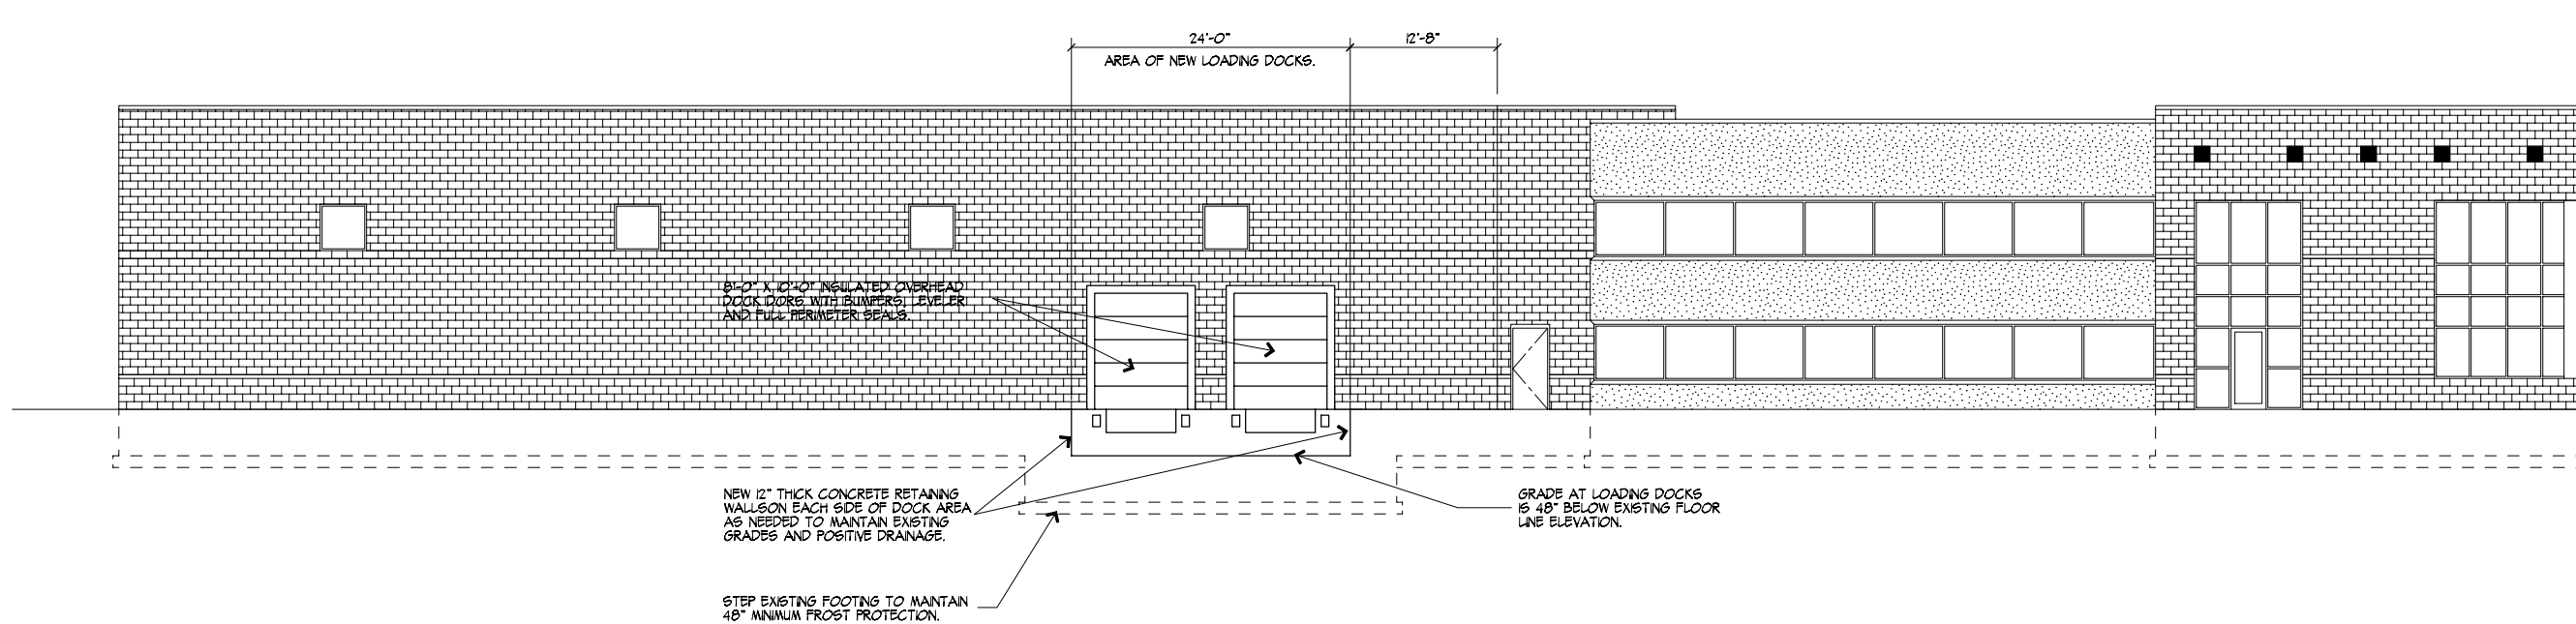 24'-0"
12'-8"
AREA OF NEW LOADING DOCKS.
8'-0" X 10'-0" INSULATED OVERHEAD
DOCK DORS WITH BUMPERS, LEVELER
AND FULL PERIMETER SEALS.
NEW 12" THICK CONCRETE RETAINING
WALLSON EACH SIDE OF DOCK AREA
AS NEEDED TO MAINTAIN EXISTING
GRADES AND POSITIVE DRAINAGE.
GRADE AT LOADING DOCKS
IS 48" BELOW EXISTING FLOOR
LINE ELEVATION.
STEP EXISTING FOOTING TO MAINTAIN
48" MINIMUM FROST PROTECTION.